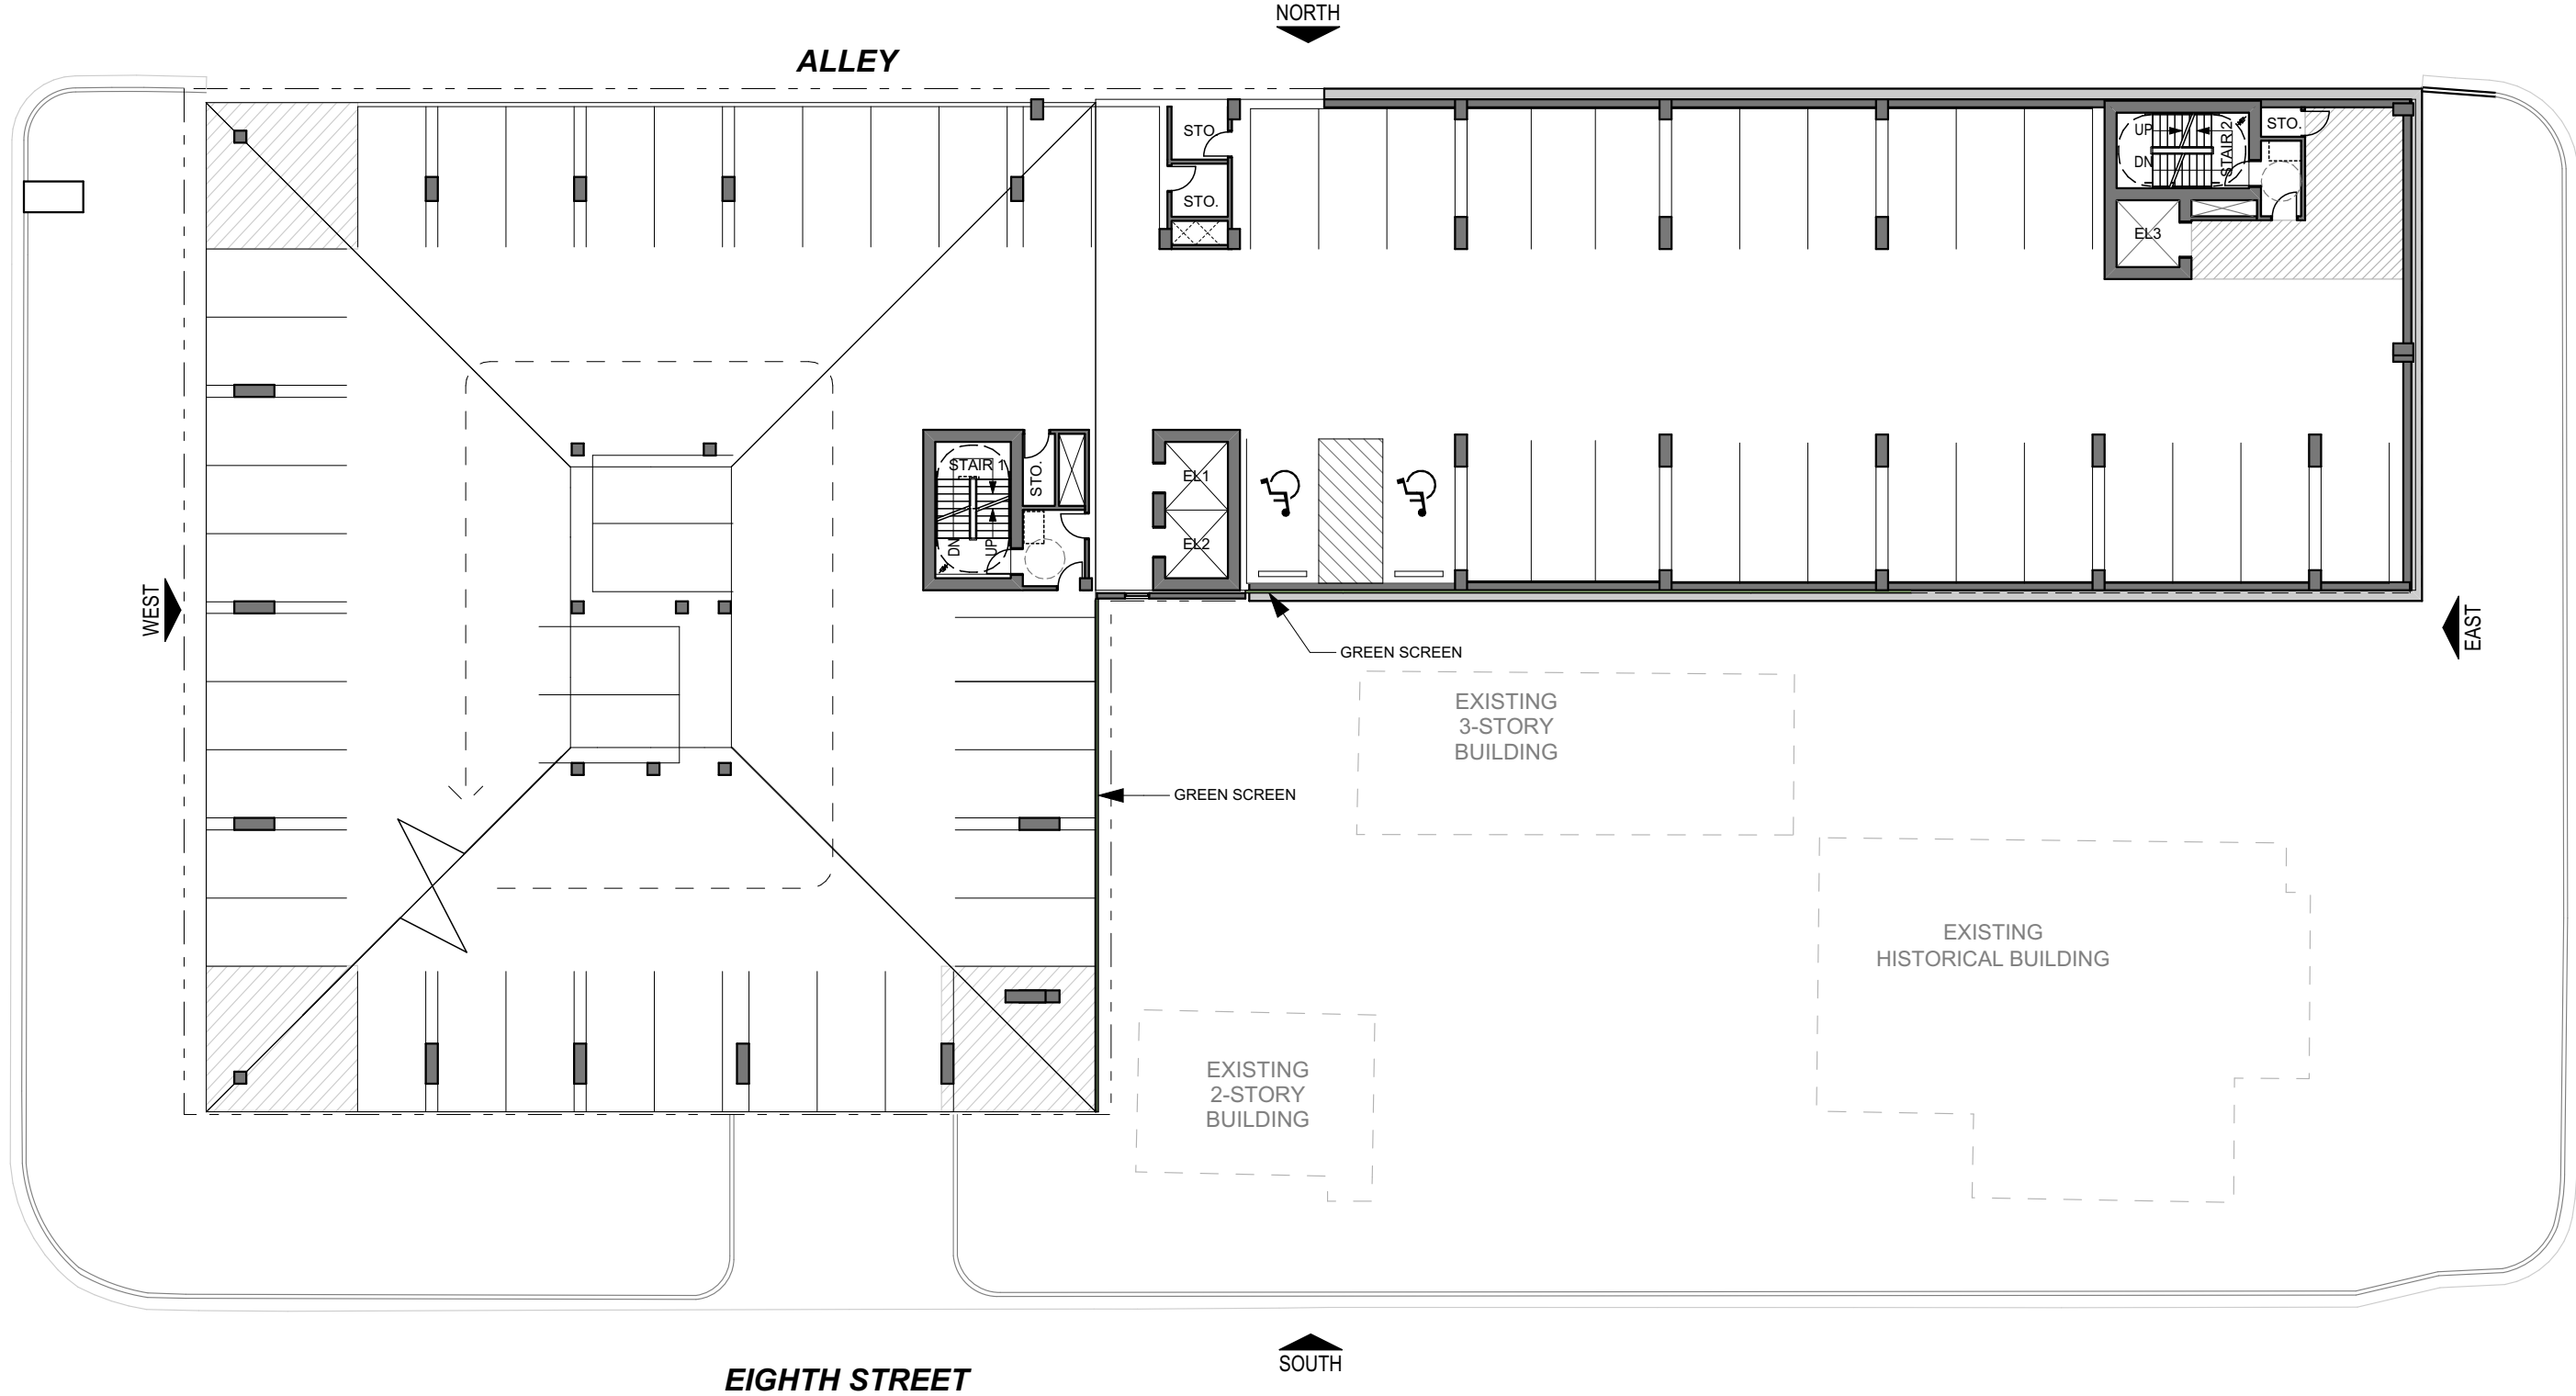 NORTH
ALLEY
STO.
STO.
UP
DN
STAIR 2
STO.
EL3
STAIR 1
STO.
DN
UP
EL1
EL2
WEST
EAST
GREEN SCREEN
EXISTING
3-STORY
BUILDING
GREEN SCREEN
EXISTING
HISTORICAL BUILDING
EXISTING
2-STORY
BUILDING
SOUTH
EIGHTH STREET